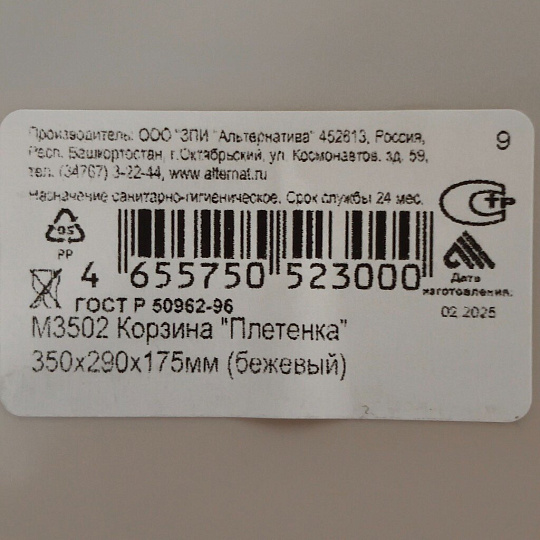 Производитель: ООО "ЗПИ "Альтернатива" 452613, Россия,
Респ. Башкортостан, г.Октябрьский, ул. Космонавтов, зд. 59,
тел. (34767) 3-22-44, www.alternat.ru
Назначение санитарно-гигиеническое. Срок службы 24 мес.
9
05
PP
СТР
4 655750 523000
Дата
изготовления:
02.2025
ГОСТ Р 50962-96
М3502 Корзина "Плетенка"
350x290x175мм (бежевый)